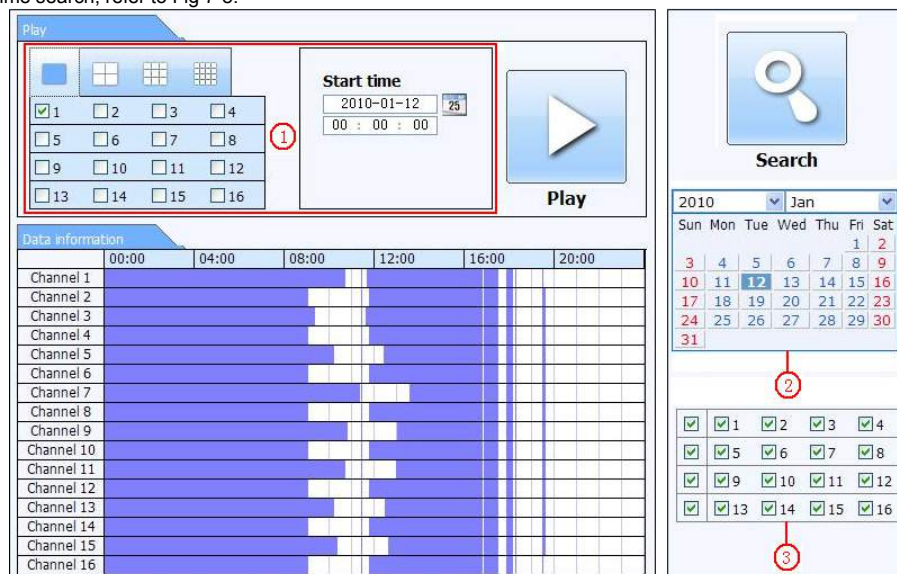 Play
Start time
2010-01-12 25
00 : 00 : 00
1 2 3 4
5 6 7 8
9 10 11 12
13 14 15 16
1
Play
Data information
00:00 04:00 08:00 12:00 16:00 20:00
Channel 1
Channel 2
Channel 3
Channel 4
Channel 5
Channel 6
Channel 7
Channel 8
Channel 9
Channel 10
Channel 11
Channel 12
Channel 13
Channel 14
Channel 15
Channel 16
Search
2010 Jan
Sun Mon Tue Wed Thu Fri Sat
1 2
3 4 5 6 7 8 9
10 11 12 13 14 15 16
17 18 19 20 21 22 23
24 25 26 27 28 29 30
31
2
1 2 3 4
5 6 7 8
9 10 11 12
13 14 15 16
3